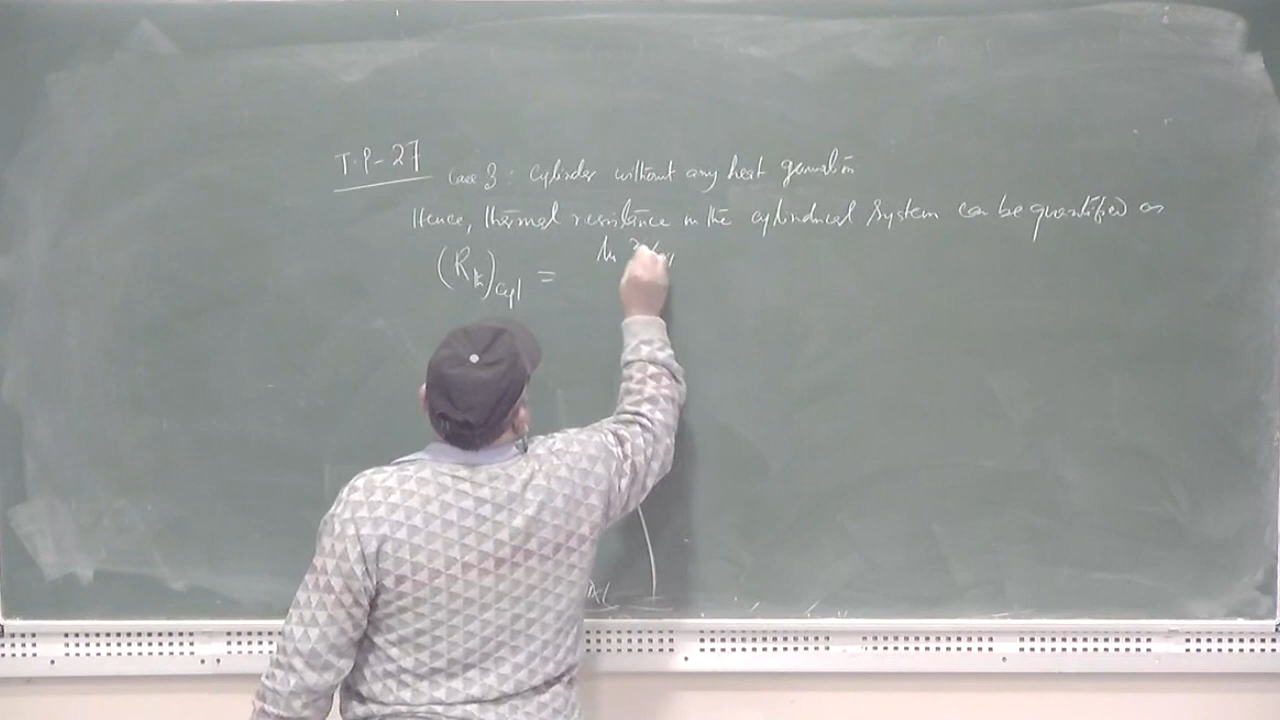 T.P-27
Case 3: Cylinder without any heat generation
Hence, thermal resistance in the cylindrical System can be quantified as
(R_k)_cyl = ln